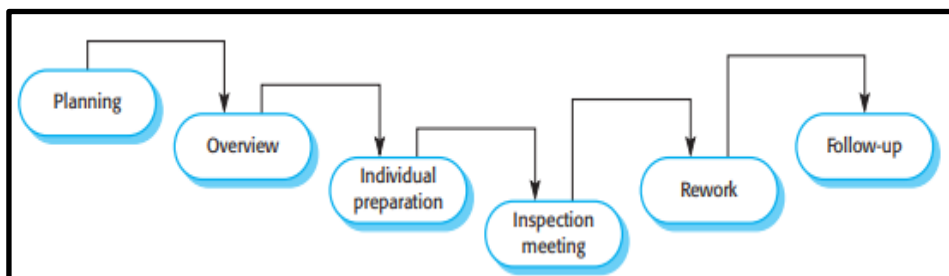 Planning
Overview
Individual
preparation
Inspection
meeting
Rework
Follow-up